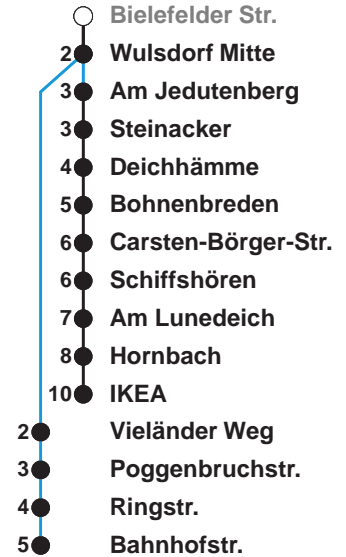 Bielefelder Str.
2 Wulsdorf Mitte
3 Am Jedutenberg
3 Steinacker
4 Deichhämme
5 Bohnenbreden
6 Carsten-Börger-Str.
6 Schiffshören
7 Am Lunedeich
8 Hornbach
10 IKEA
2 Vieländer Weg
3 Poggenbruchstr.
4 Ringstr.
5 Bahnhofstr.